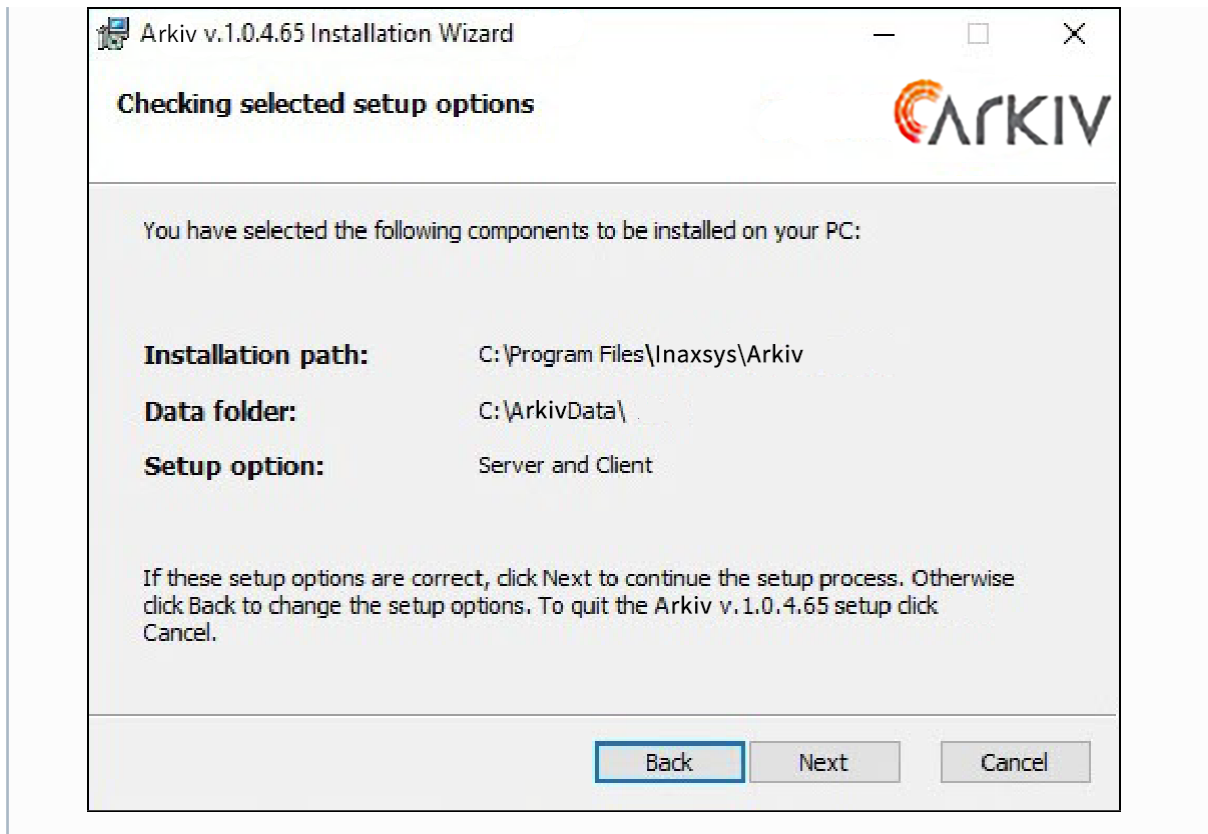 Arkiv v.1.0.4.65 Installation Wizard
Checking selected setup options
ARKIV
You have selected the following components to be installed on your PC:
Installation path: C:\Program Files\Inaxsys\Arkiv
Data folder: C:\ArkivData\
Setup option: Server and Client
If these setup options are correct, click Next to continue the setup process. Otherwise
click Back to change the setup options. To quit the Arkiv v.1.0.4.65 setup click
Cancel.
Back Next Cancel